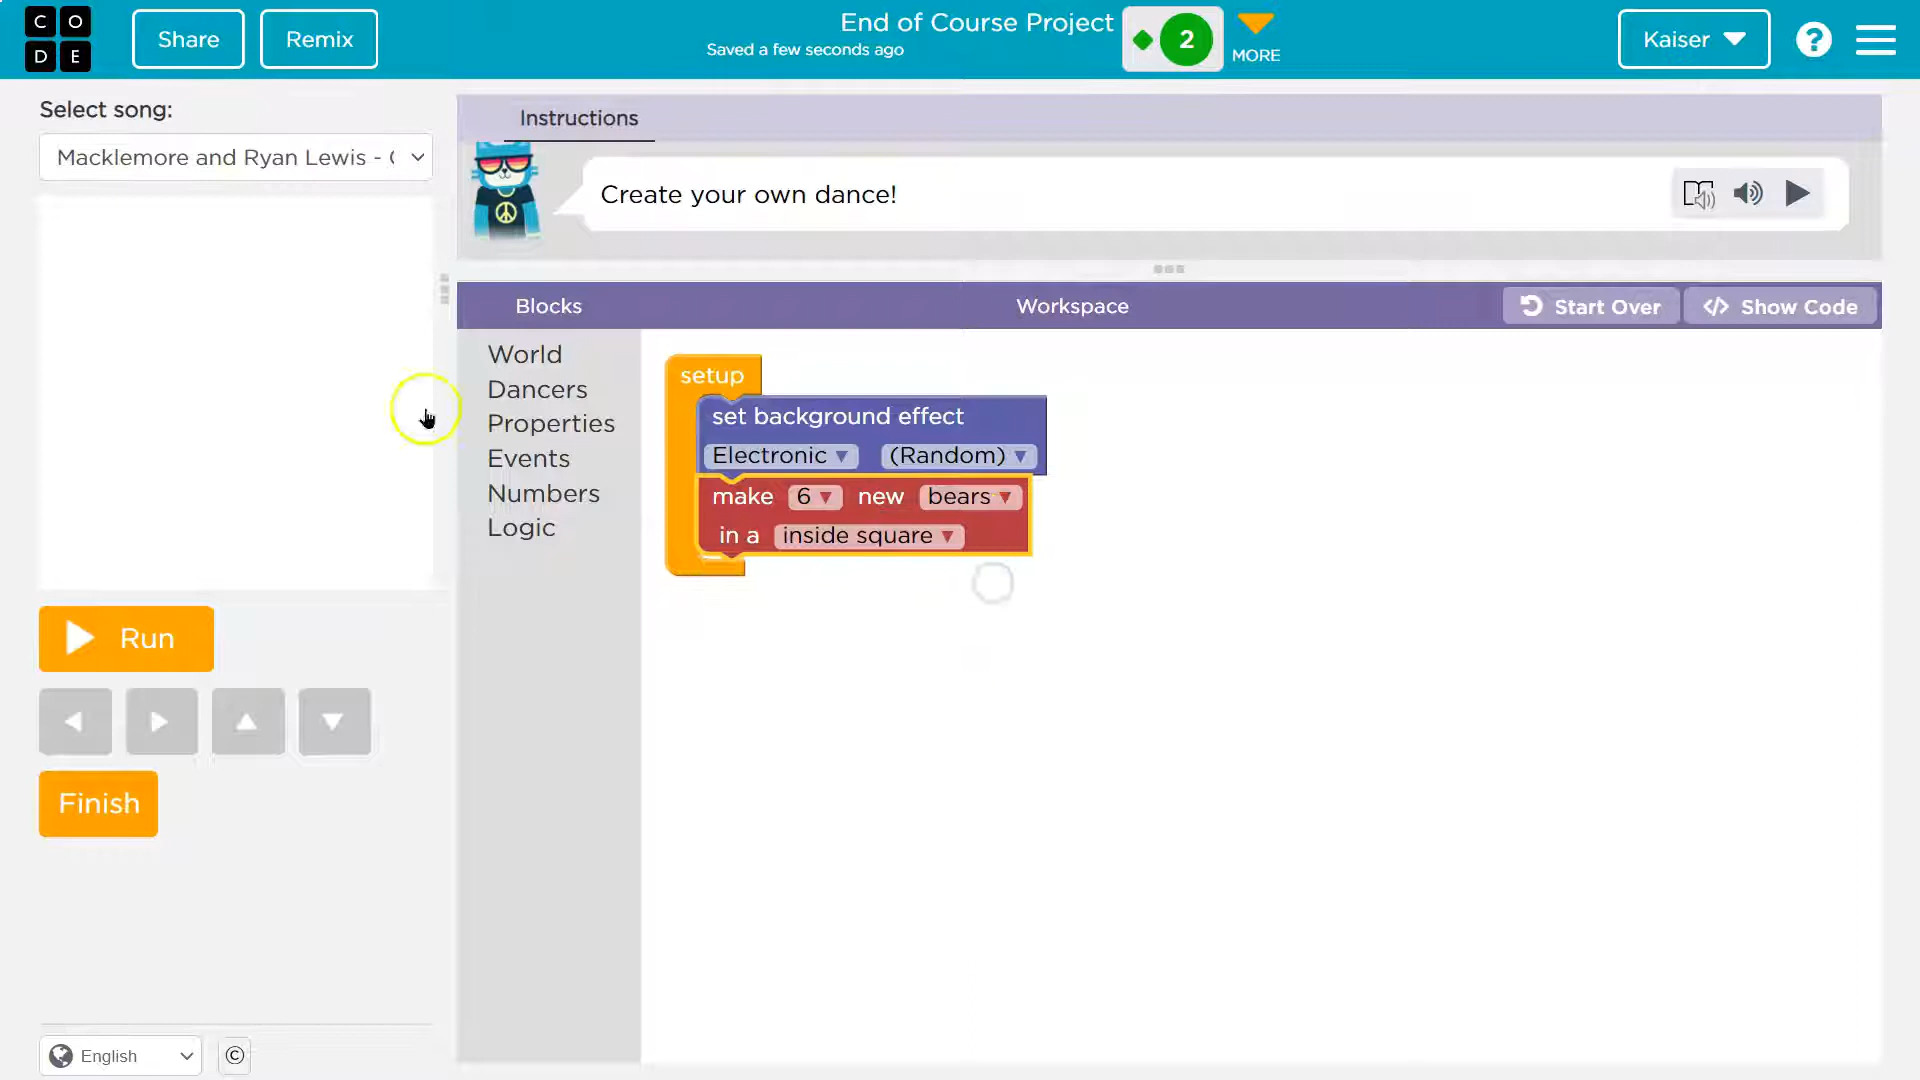 C O
D E
Share
Remix
End of Course Project
Saved a few seconds ago
2
MORE
Kaiser
?
Select song:
Macklemore and Ryan Lewis - (
Instructions
Create your own dance!
Blocks
Workspace
Start Over
</> Show Code
World
Dancers
Properties
Events
Numbers
Logic
setup
set background effect
Electronic (Random)
make 6 new bears
in a inside square
Run
Finish
English
©